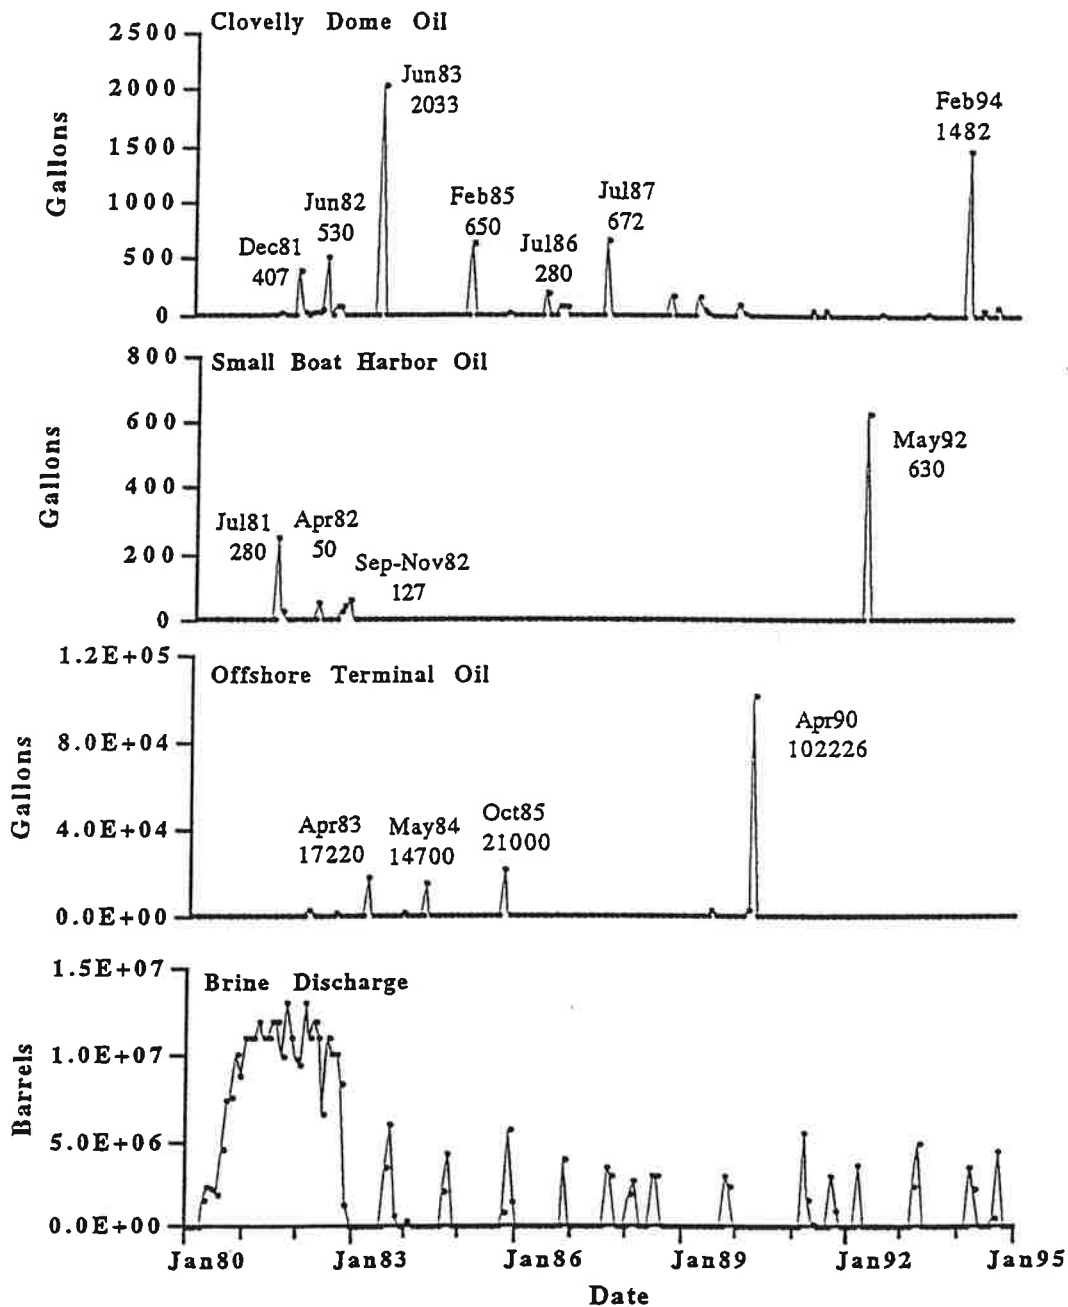 Clovelly Dome Oil
2500
2000
1500
1000
500
0
Gallons
Dec81
407
Jun82
530
Jun83
2033
Feb85
650
Jul86
280
Jul87
672
Feb94
1482
Small Boat Harbor Oil
800
600
400
200
0
Gallons
Jul81
280
Apr82
50
Sep-Nov82
127
May92
630
Offshore Terminal Oil
1.2E+05
8.0E+04
4.0E+04
0.0E+00
Gallons
Apr83
17220
May84
14700
Oct85
21000
Apr90
102226
Brine Discharge
1.5E+07
1.0E+07
5.0E+06
0.0E+00
Barrels
Jan80 Jan83 Jan86 Jan89 Jan92 Jan95
Date